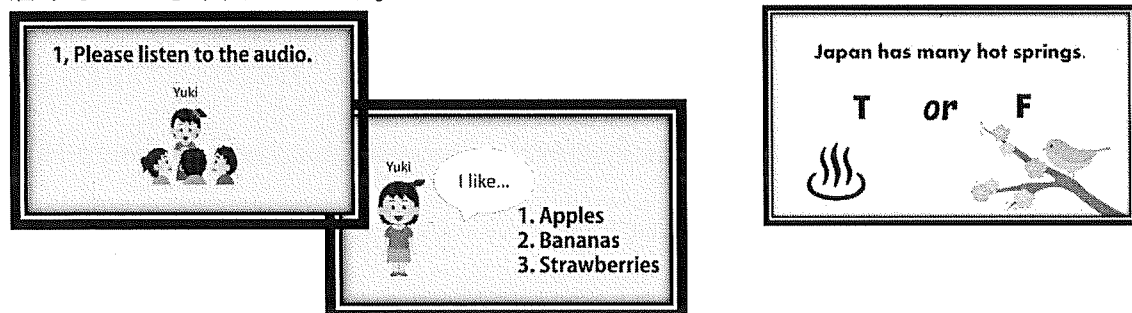 1, Please listen to the audio.
Yuki
Yuki
I like...
1. Apples
2. Bananas
3. Strawberries
Japan has many hot springs.
T or F